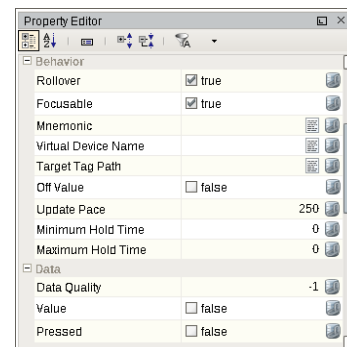 Property Editor
Behavior
Rollover true
Focusable true
Mnemonic
Virtual Device Name
Target Tag Path
Off Value false
Update Pace 250
Minimum Hold Time 0
Maximum Hold Time 0
Data
Data Quality -1
Value false
Pressed false